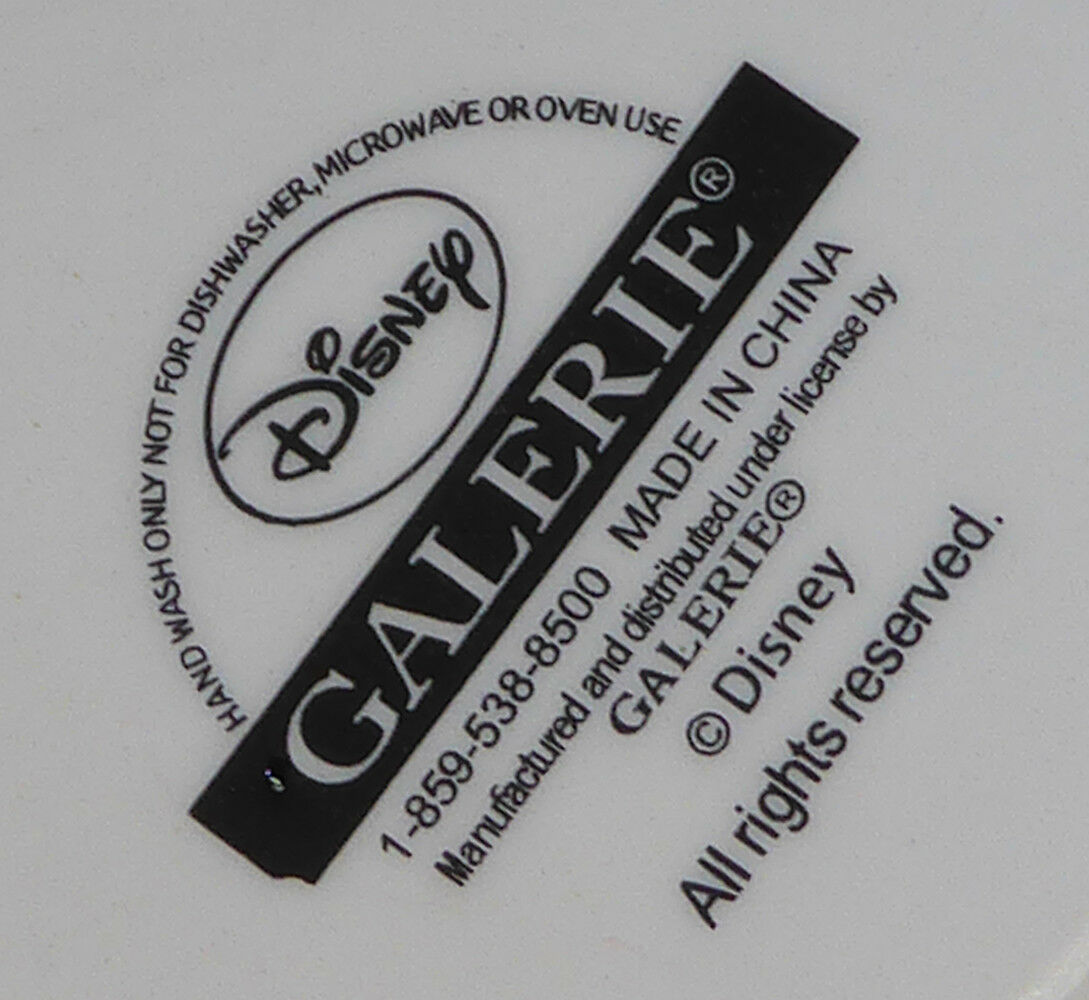 HAND WASH ONLY NOT FOR DISHWASHER, MICROWAVE OR OVEN USE
Disney
GALERIE®
1-859-538-8500 MADE IN CHINA
Manufactured and distributed under license by
GALERIE®
© Disney
All rights reserved.